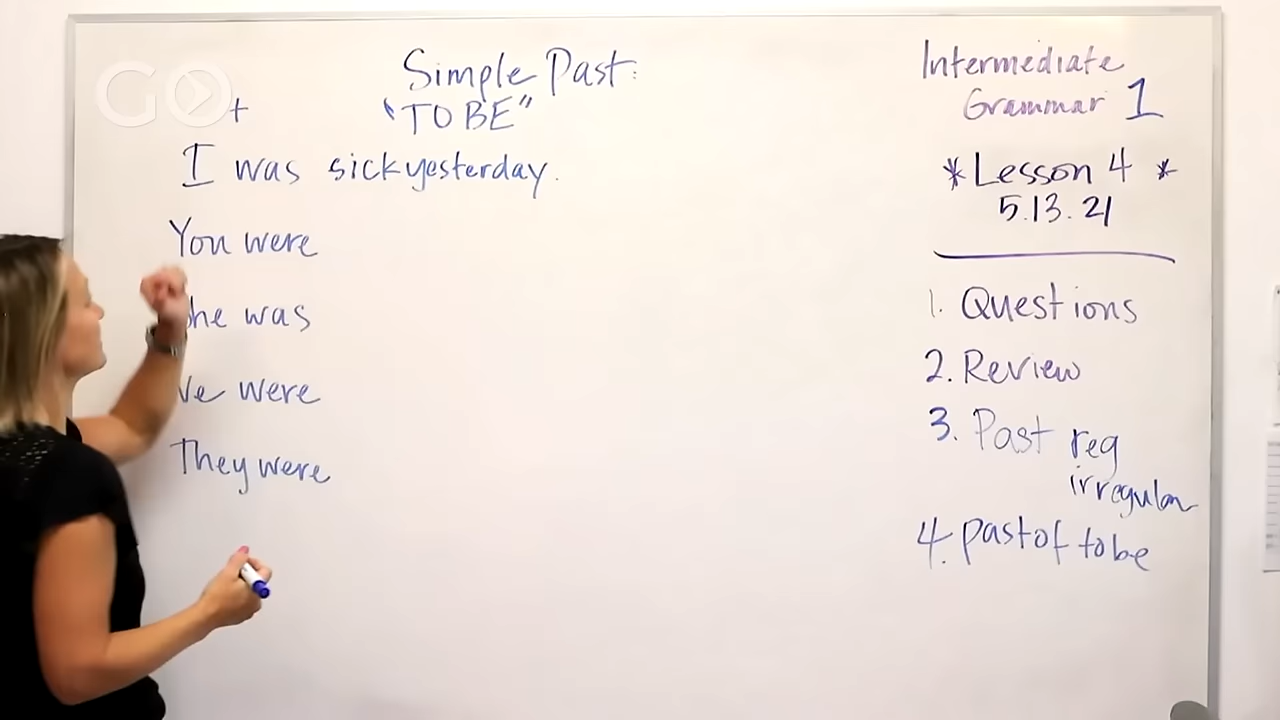 GO
Simple Past:
+ "TO BE"
I was sick yesterday.
You were
was
were
They were
Intermediate
Grammar 1
*Lesson 4*
5.13.21
1. Questions
2. Review
3. Past reg
irregular
4. past of to be